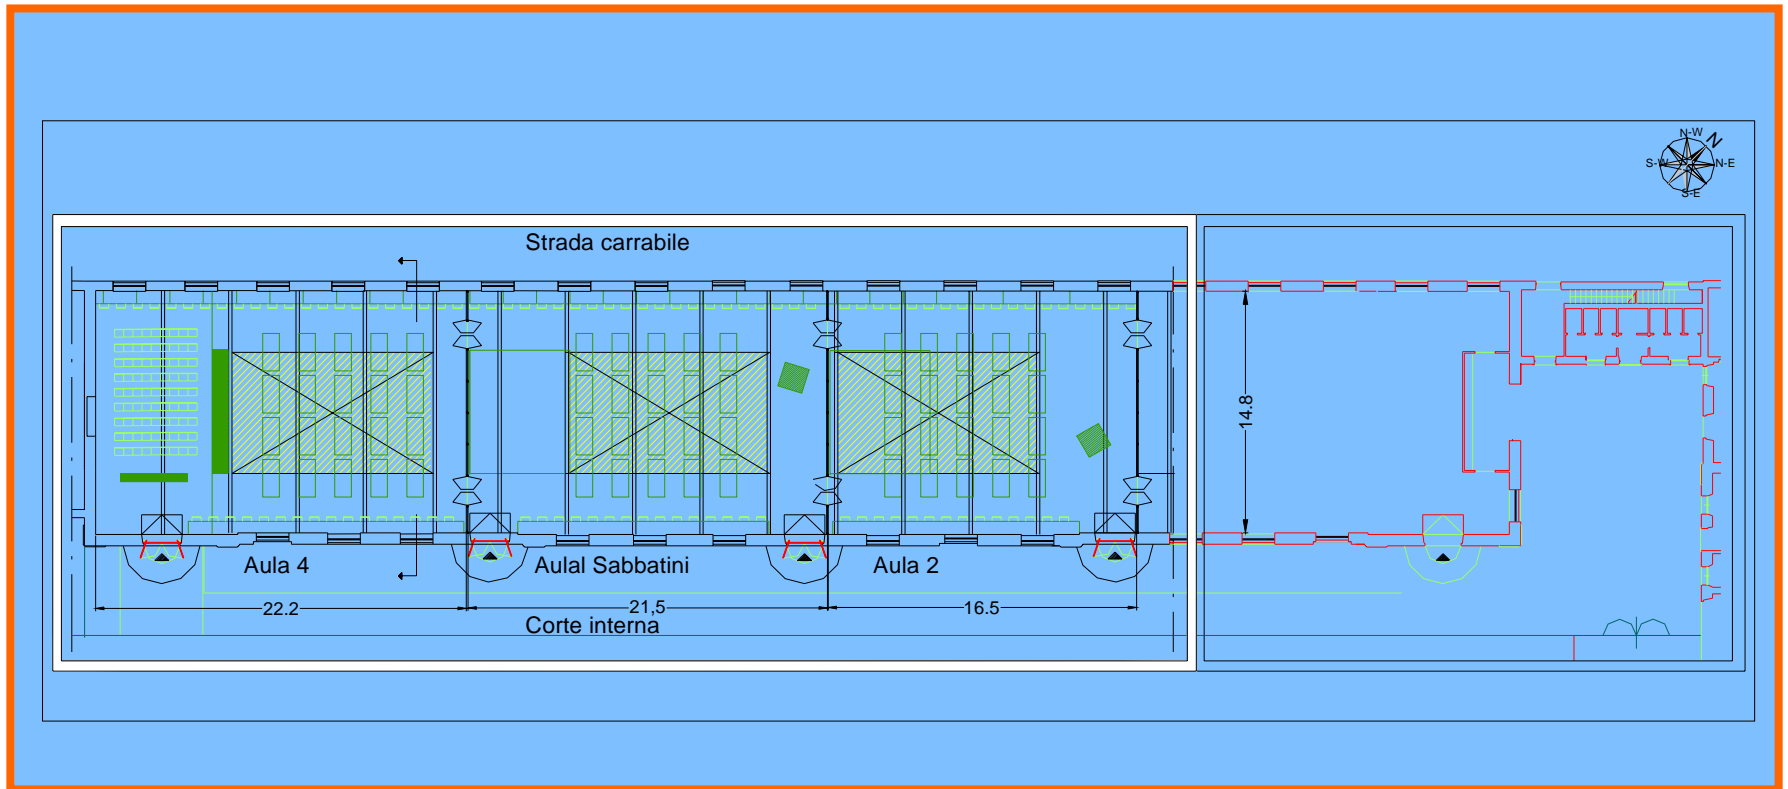 N-W
N
S-W
N-E
S-E
Strada carrabile
14.8
Aula 4
Aulal Sabbatini
Aula 2
22.2
21,5
16.5
Corte interna